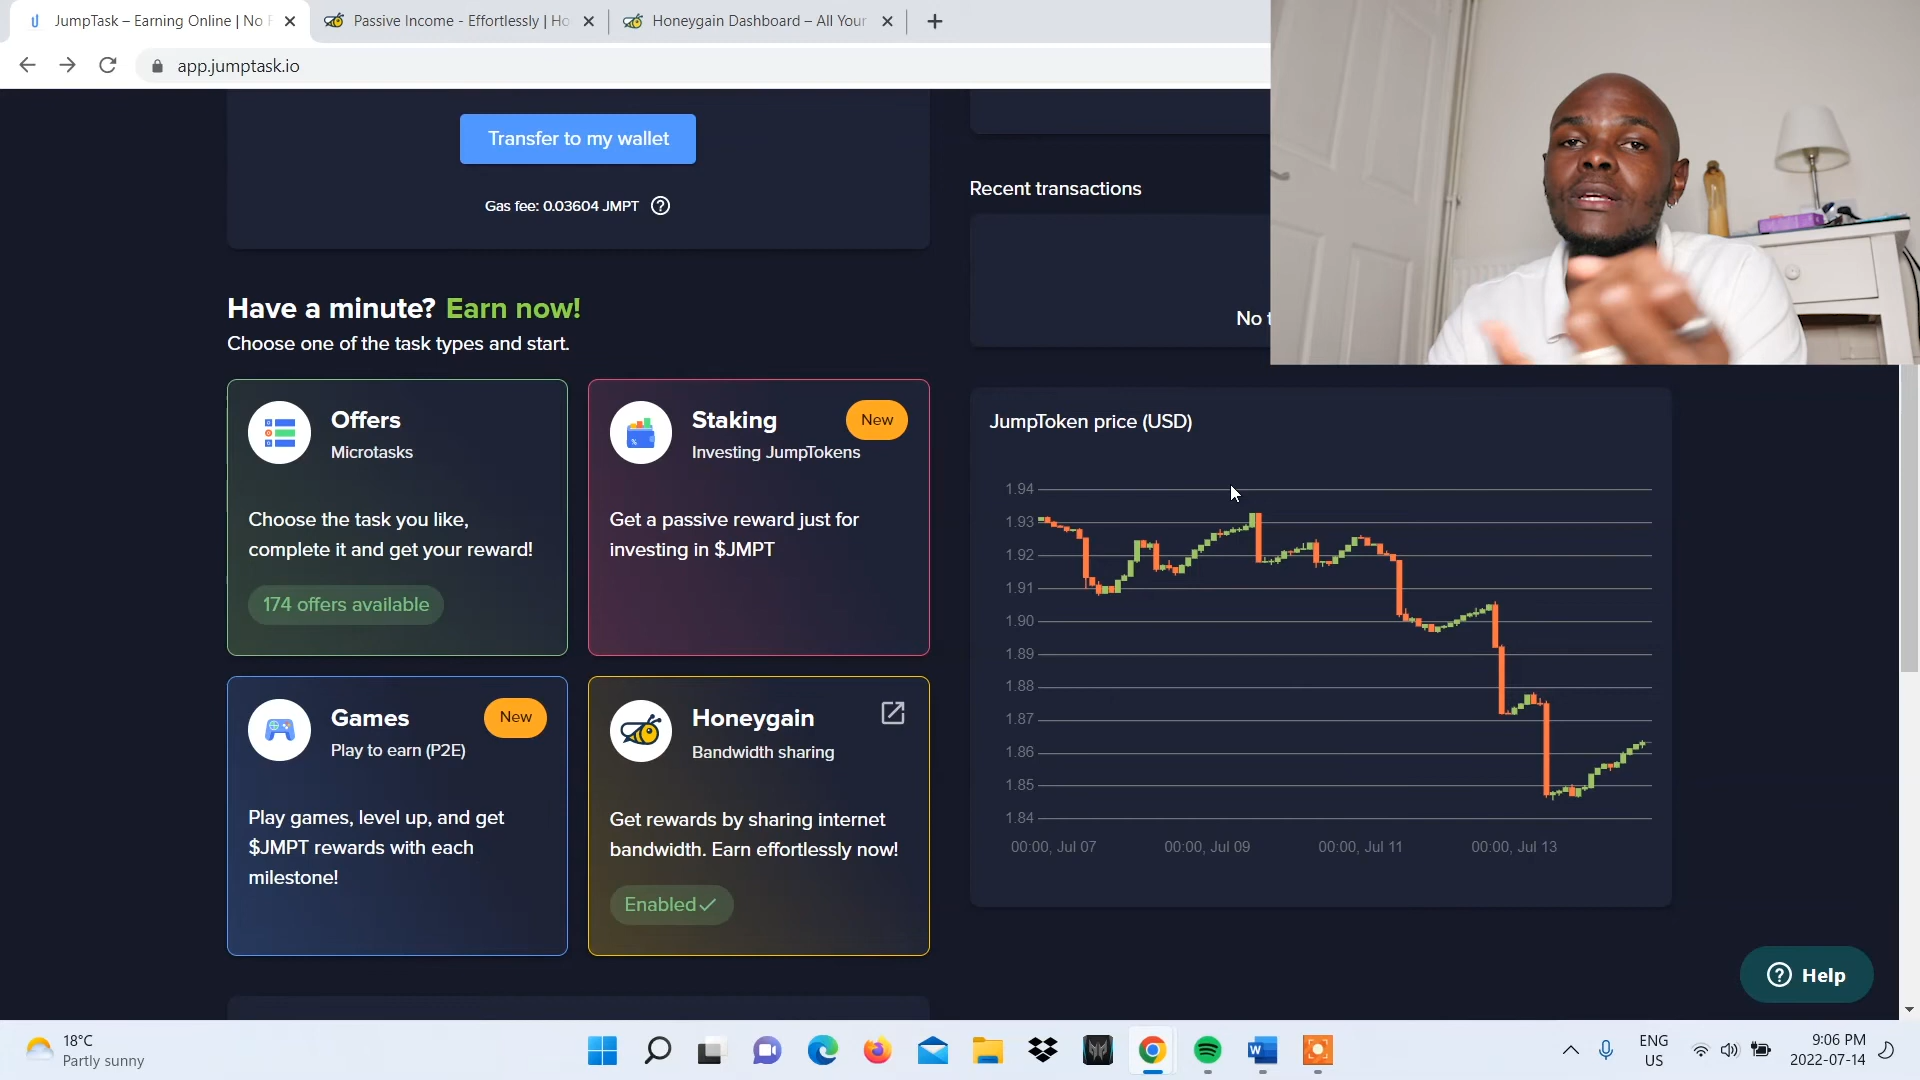 JumpTask – Earning Online | No F
Passive Income - Effortlessly | Ho
Honeygain Dashboard – All Your
app.jumptask.io
Transfer to my wallet
Gas fee: 0.03604 JMPT
Recent transactions
No t
Have a minute? Earn now!
Choose one of the task types and start.
Offers
Microtasks
Choose the task you like,
complete it and get your reward!
174 offers available
Staking
New
Investing JumpTokens
Get a passive reward just for
investing in $JMPT
Games
New
Play to earn (P2E)
Play games, level up, and get
$JMPT rewards with each
milestone!
Honeygain
Bandwidth sharing
Get rewards by sharing internet
bandwidth. Earn effortlessly now!
Enabled
JumpToken price (USD)
1.94
1.93
1.92
1.91
1.90
1.89
1.88
1.87
1.86
1.85
1.84
00:00, Jul 07
00:00, Jul 09
00:00, Jul 11
00:00, Jul 13
Help
18°C
Partly sunny
ENG
US
9:06 PM
2022-07-14